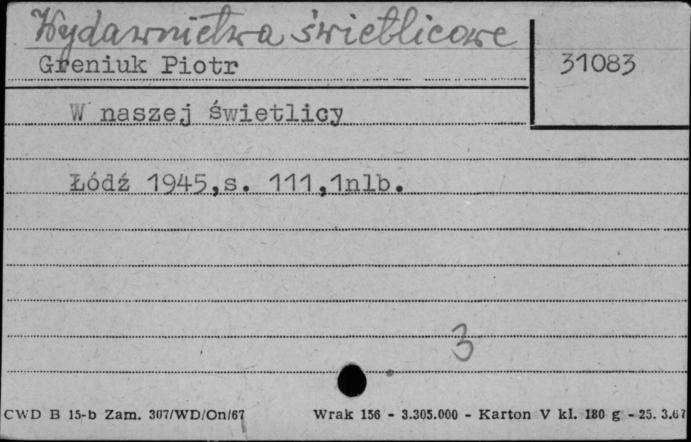 Wydawnictwa świetlicowe
Greniuk Piotr
31083
W naszej świetlicy
Łódź 1945,s. 111,1nlb.
3
CWD B 15-b Zam. 307/WD/On/67 Wrak 156 - 3.305.000 - Karton V kl. 180 g - 25. 3.67